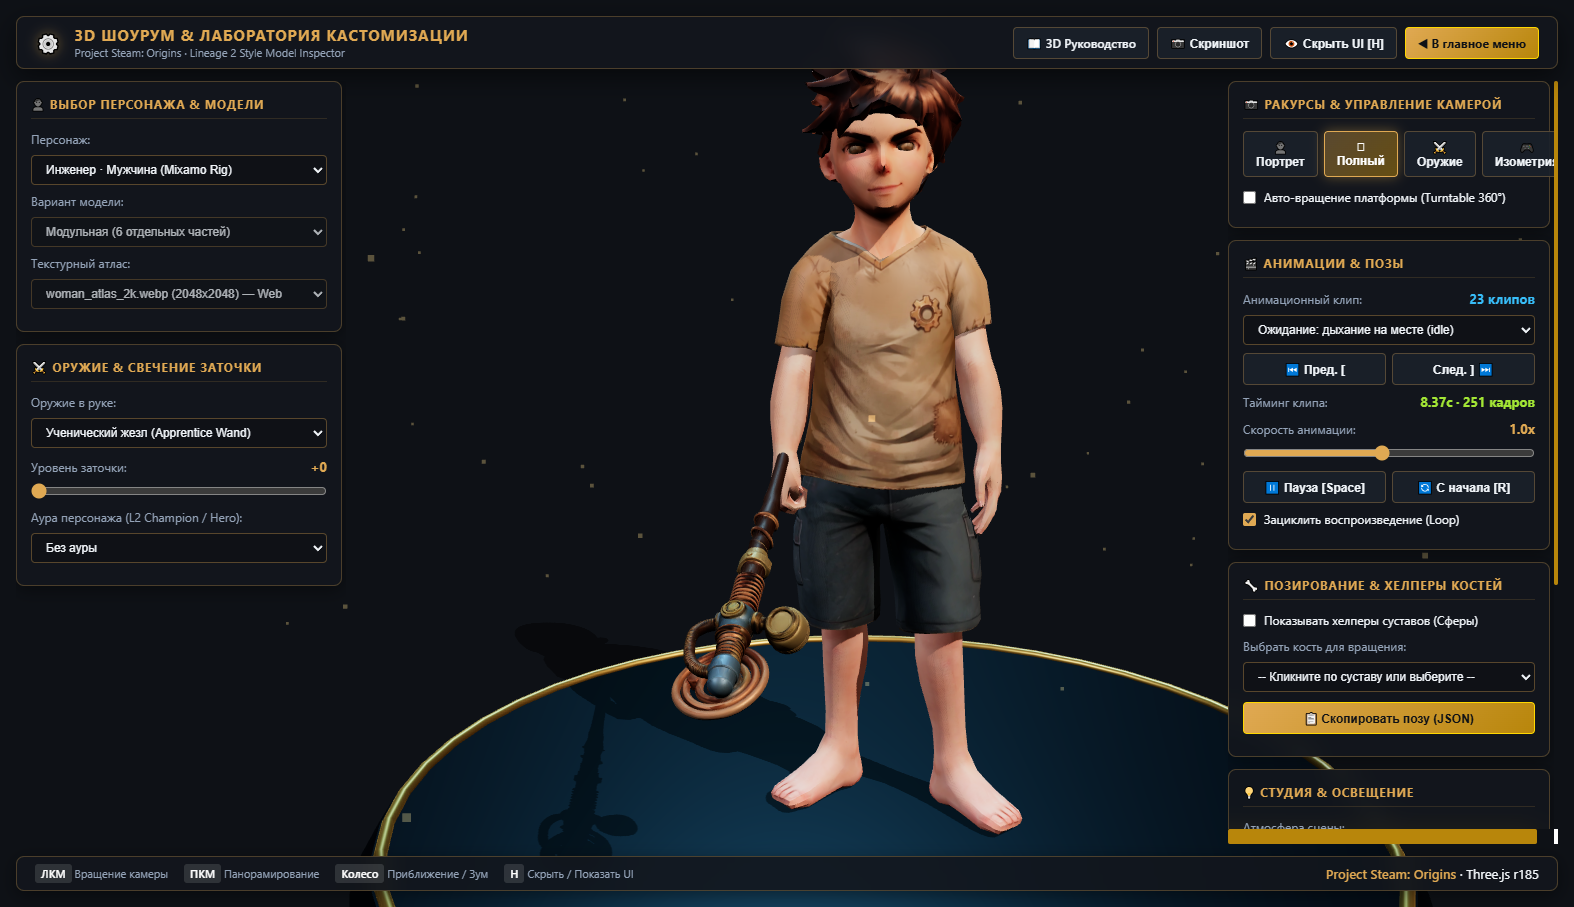 3D ШОУРУМ & ЛАБОРАТОРИЯ КАСТОМИЗАЦИИ
Project Steam: Origins · Lineage 2 Style Model Inspector
3D Руководство
Скриншот
Скрыть UI [H]
◀ В главное меню
ВЫБОР ПЕРСОНАЖА & МОДЕЛИ
Персонаж:
Инженер · Мужчина (Mixamo Rig)
Вариант модели:
Модульная (6 отдельных частей)
Текстурный атлас:
woman_atlas_2k.webp (2048x2048) — Web
ОРУЖИЕ & СВЕЧЕНИЕ ЗАТОЧКИ
Оружие в руке:
Ученический жезл (Apprentice Wand)
Уровень заточки: +0
Аура персонажа (L2 Champion / Hero):
Без ауры
РАКУРСЫ & УПРАВЛЕНИЕ КАМЕРОЙ
Портрет
Полный
Оружие
Изометрия
Авто-вращение платформы (Turntable 360°)
АНИМАЦИИ & ПОЗЫ
Анимационный клип: 23 клипов
Ожидание: дыхание на месте (idle)
Пред. [
След. ]
Тайминг клипа: 8.37с · 251 кадров
Скорость анимации: 1.0x
Пауза [Space]
С начала [R]
Зациклить воспроизведение (Loop)
ПОЗИРОВАНИЕ & ХЕЛПЕРЫ КОСТЕЙ
Показывать хелперы суставов (Сферы)
Выбрать кость для вращения:
-- Кликните по суставу или выберите --
Скопировать позу (JSON)
СТУДИЯ & ОСВЕЩЕНИЕ
Атмосфера сцены:
ЛКМ Вращение камеры ПКМ Панорамирование Колесо Приближение / Зум H Скрыть / Показать UI
Project Steam: Origins · Three.js r185